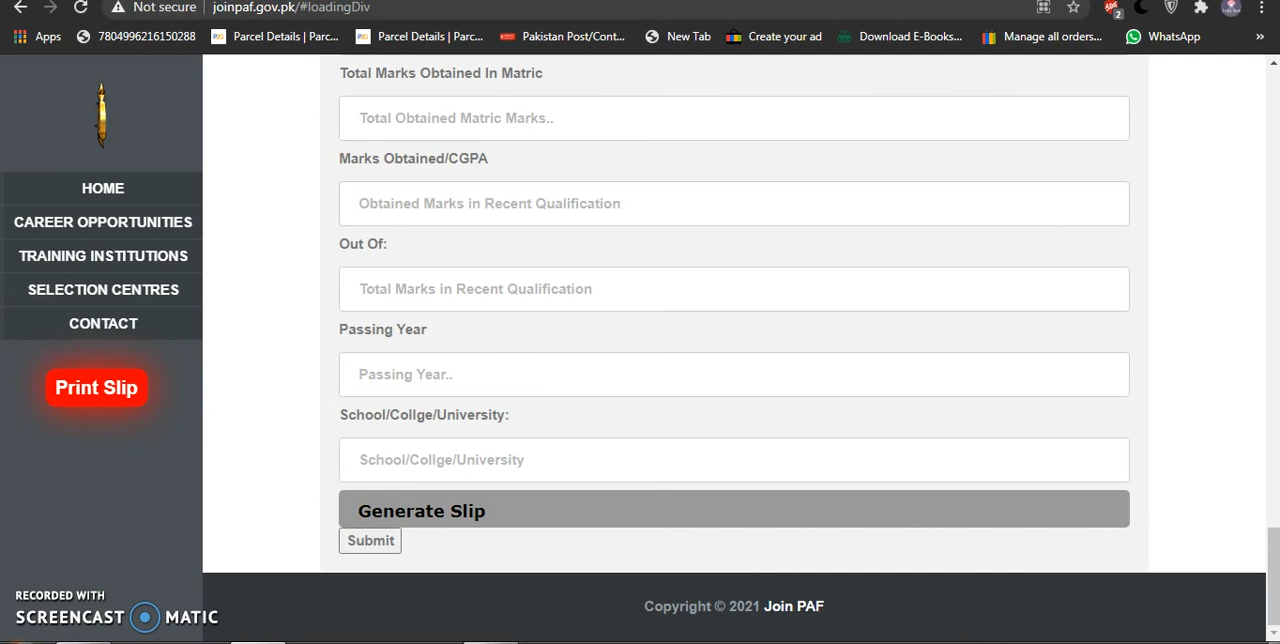 Not secure joinpaf.gov.pk/#loadingDiv
2
Apps 7804996216150288 Parcel Details | Parc... Parcel Details | Parc... Pakistan Post/Cont... New Tab Create your ad Download E-Books... Manage all orders... WhatsApp »
HOME
CAREER OPPORTUNITIES
TRAINING INSTITUTIONS
SELECTION CENTRES
CONTACT
Print Slip
Total Marks Obtained In Matric
Total Obtained Matric Marks..
Marks Obtained/CGPA
Obtained Marks in Recent Qualification
Out Of:
Total Marks in Recent Qualification
Passing Year
Passing Year..
School/Collge/University:
School/Collge/University
Generate Slip
Submit
RECORDED WITH
SCREENCAST MATIC
Copyright © 2021 Join PAF